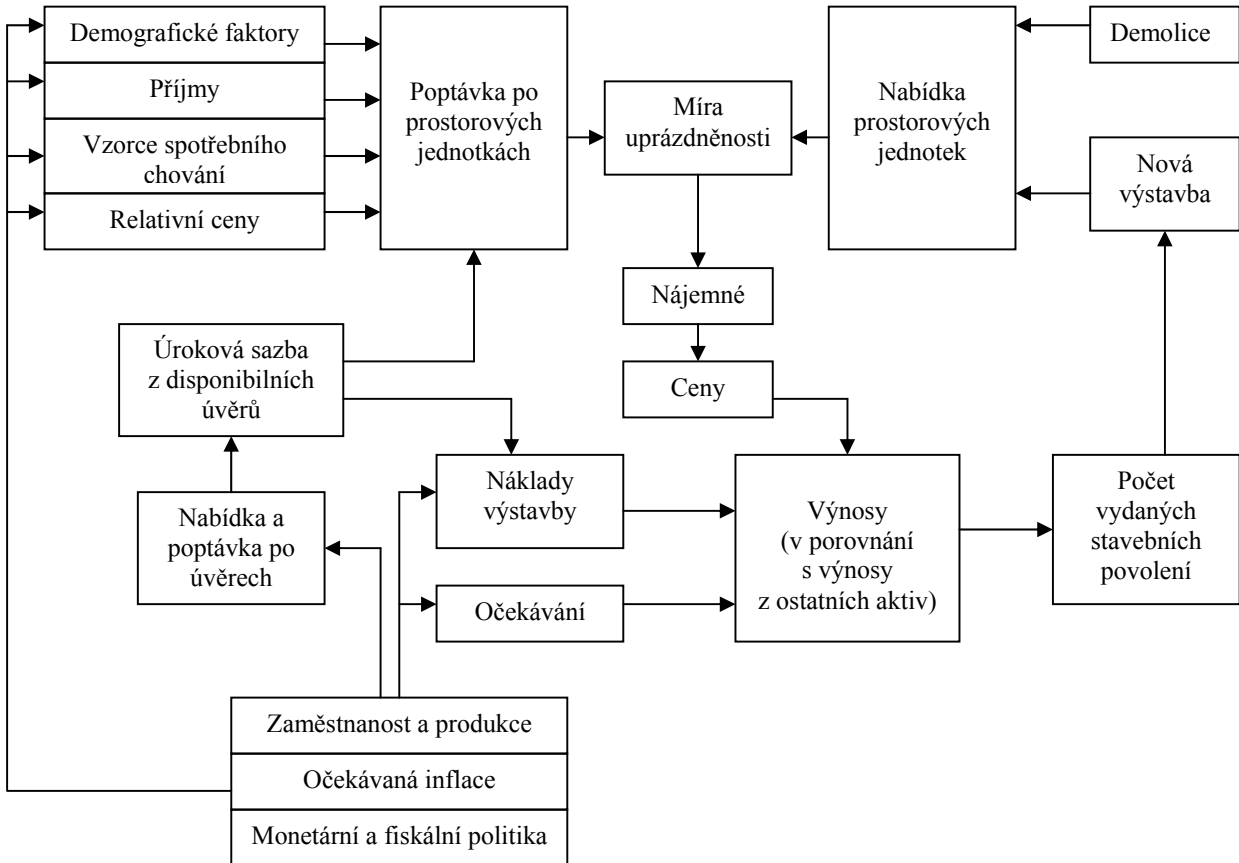 Demografické faktory
Příjmy
Vzorce spotřebního
chování
Relativní ceny
Poptávka po
prostorových
jednotkách
Míra
uprázdněnosti
Nabídka
prostorových
jednotek
Demolice
Nová
výstavba
Nájemné
Ceny
Úroková sazba
z disponibilních
úvěrů
Nabídka a
poptávka po
úvěrech
Náklady
výstavby
Očekávání
Výnosy
(v porovnání
s výnosy
z ostatních aktiv)
Počet
vydaných
stavebních
povolení
Zaměstnanost a produkce
Očekávaná inflace
Monetární a fiskální politika